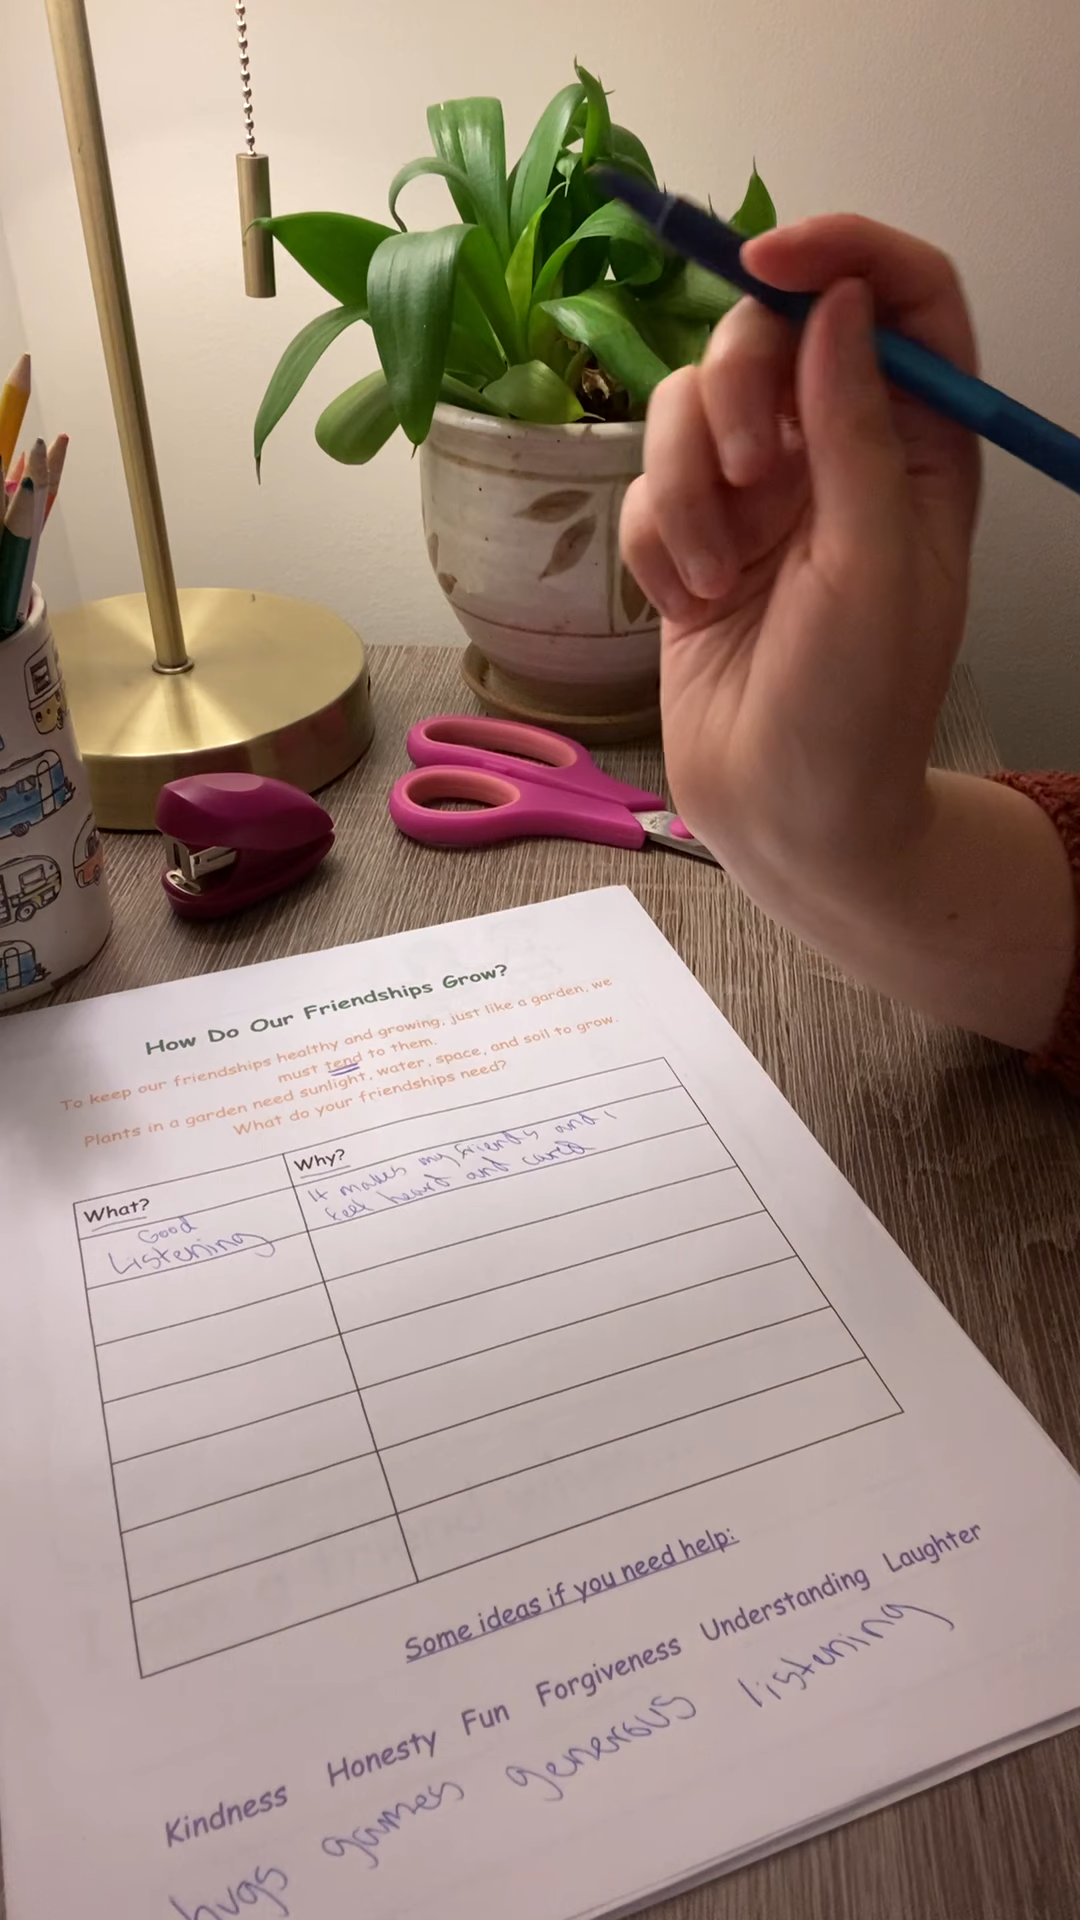 How Do Our Friendships Grow?
To keep our friendships healthy and growing, just like a garden, we
must tend to them.
Plants in a garden need sunlight, water, space, and soil to grow.
What do your friendships need?
What?
Why?
Good
Listening
It makes my friends and i
feel heard and cared
Some ideas if you need help:
Kindness Honesty Fun Forgiveness Understanding Laughter
hugs games generous listening